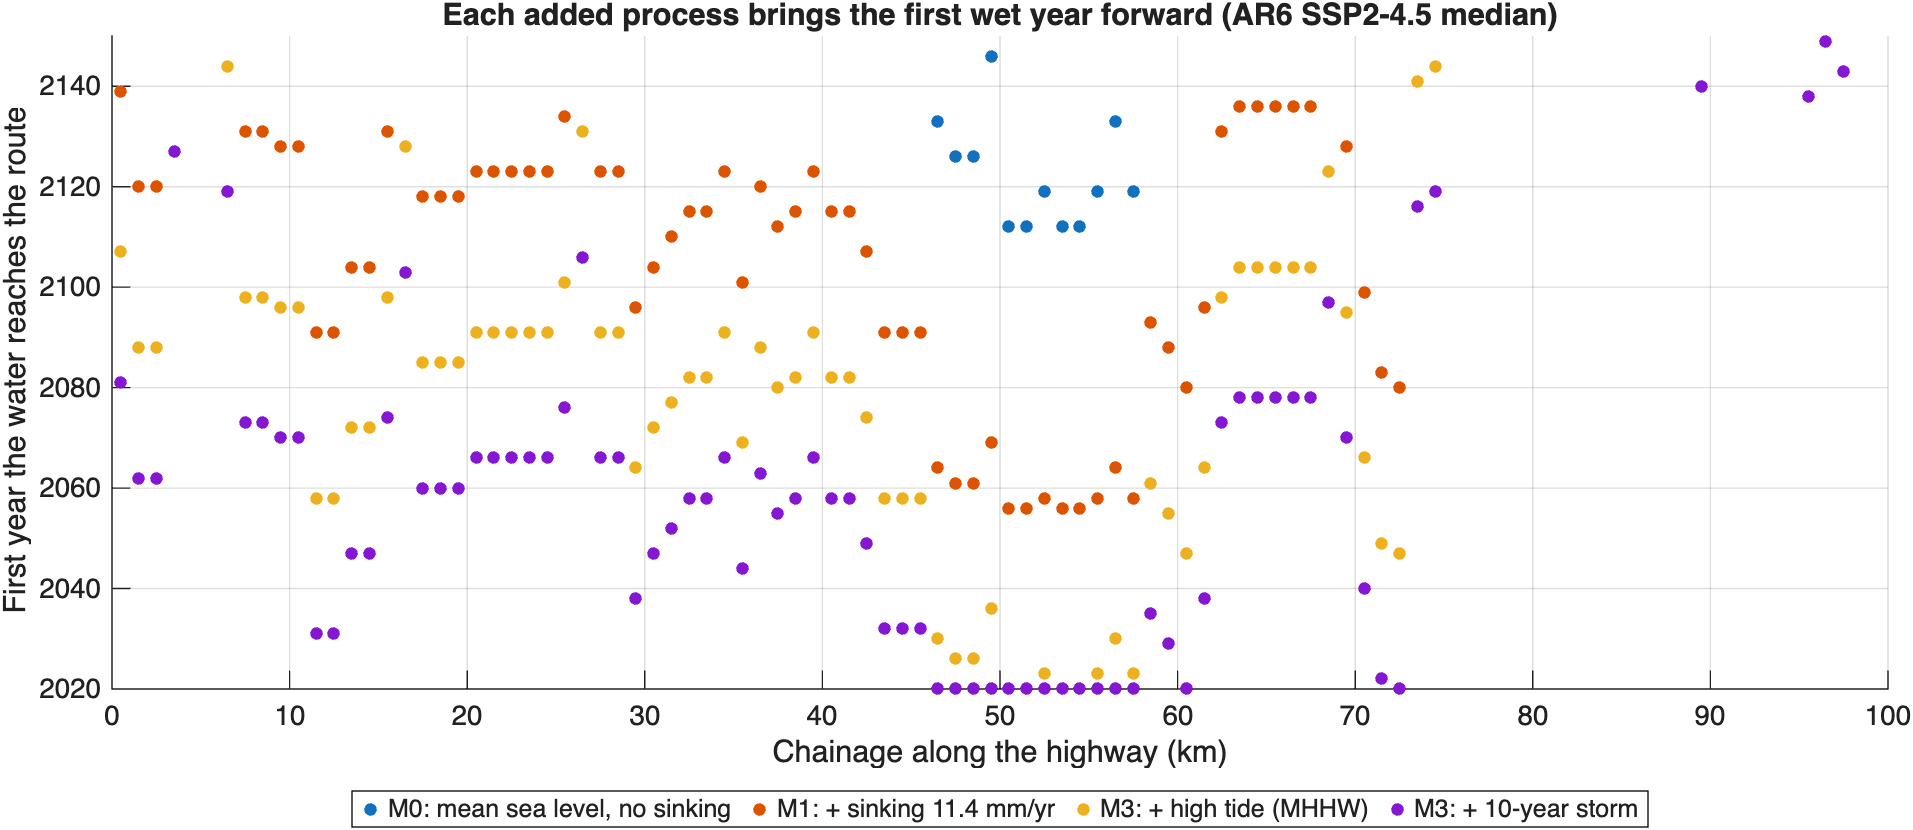 Each added process brings the first wet year forward (AR6 SSP2-4.5 median)
First year the water reaches the route
2140
2120
2100
2080
2060
2040
2020
0 10 20 30 40 50 60 70 80 90 100
Chainage along the highway (km)
M0: mean sea level, no sinking M1: + sinking 11.4 mm/yr M3: + high tide (MHHW) M3: + 10-year storm